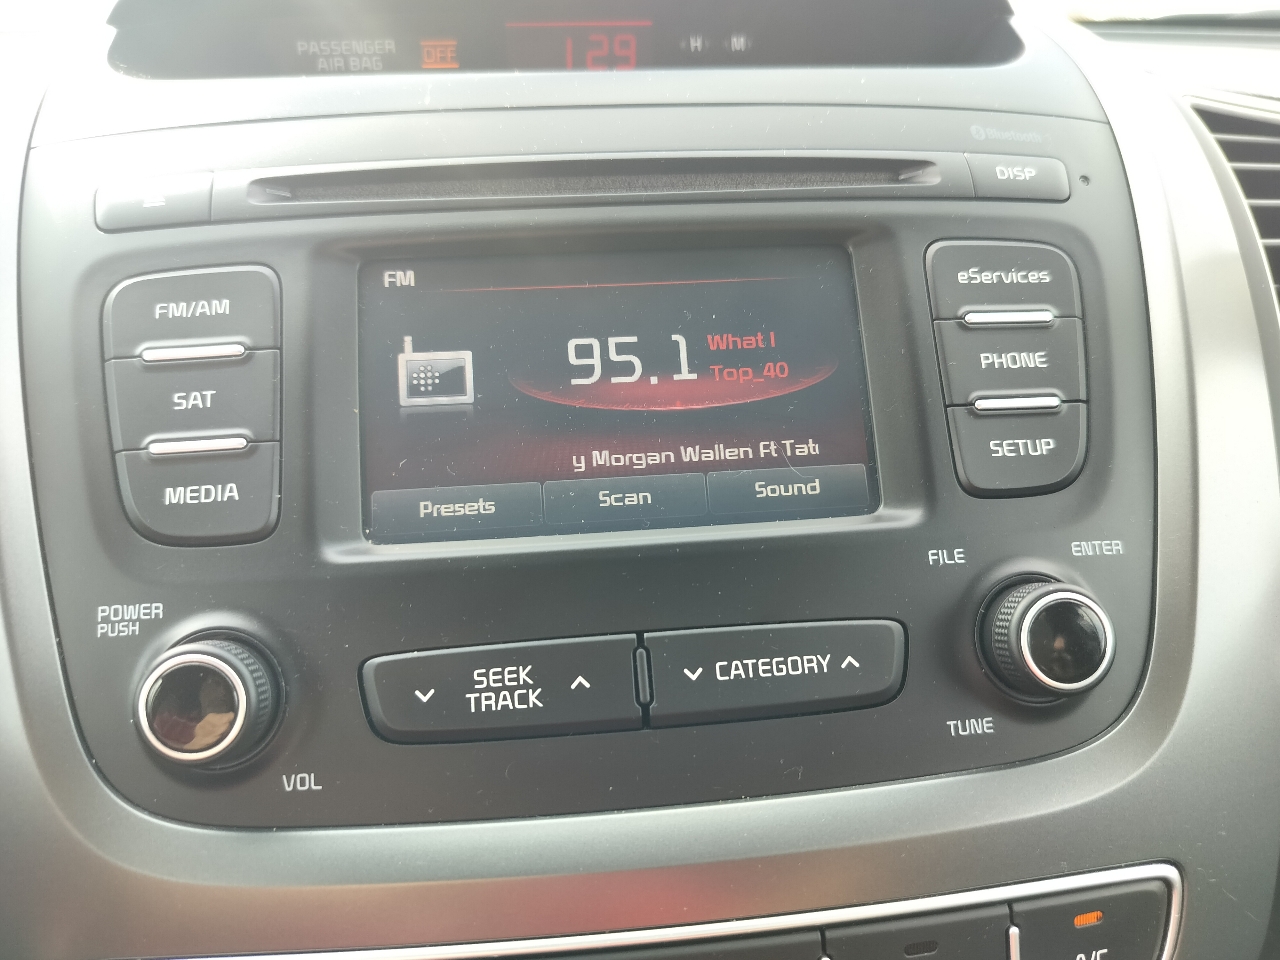 PASSENGER
AIR BAG
OFF
1:29
H
M
Bluetooth
DISP
FM/AM
SAT
MEDIA
FM
95.1
What I
Top_40
y Morgan Wallen Ft Tat
Presets
Scan
Sound
eServices
PHONE
SETUP
POWER
PUSH
VOL
SEEK
TRACK
CATEGORY
FILE
ENTER
TUNE
A/C